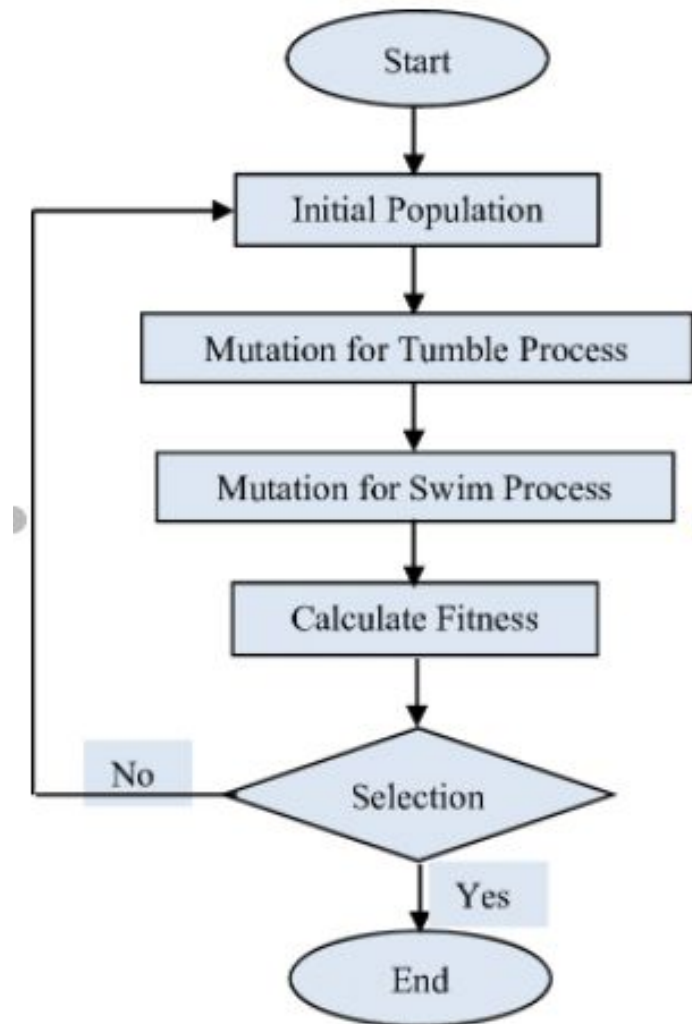 Start
Initial Population
Mutation for Tumble Process
Mutation for Swim Process
Calculate Fitness
Selection
No
Yes
End